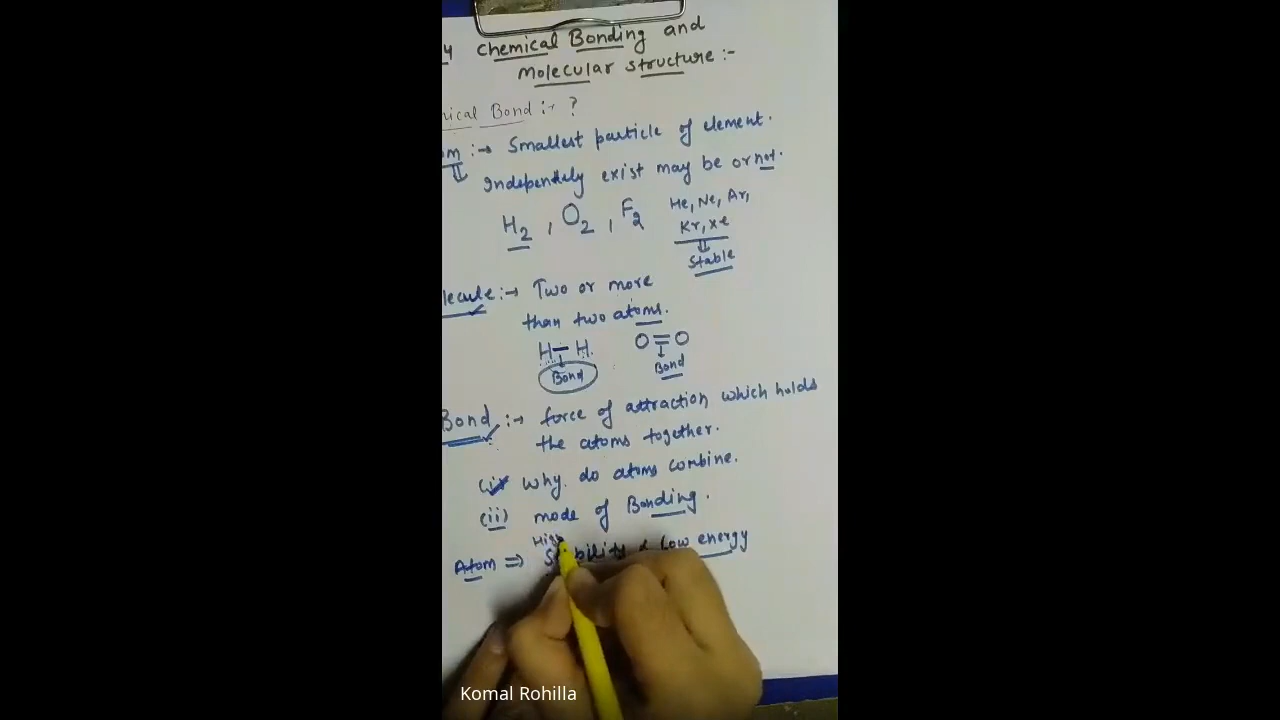 4 Chemical Bonding and
Molecular structure :-
ical Bond :→ ?
om :→ Smallest particle of element.
Independely exist may be or not.
H2 , O2 , F2
He, Ne, Ar,
Kr, Xe
Stable
lecule :→ Two or more
than two atoms.
H — H O = O
Bond Bond
Bond :→ force of attraction which holds
the atoms together.
(i) Why do atoms combine.
(ii) mode of Bonding.
High
Atom ⇒ Stability & Low energy
Komal Rohilla